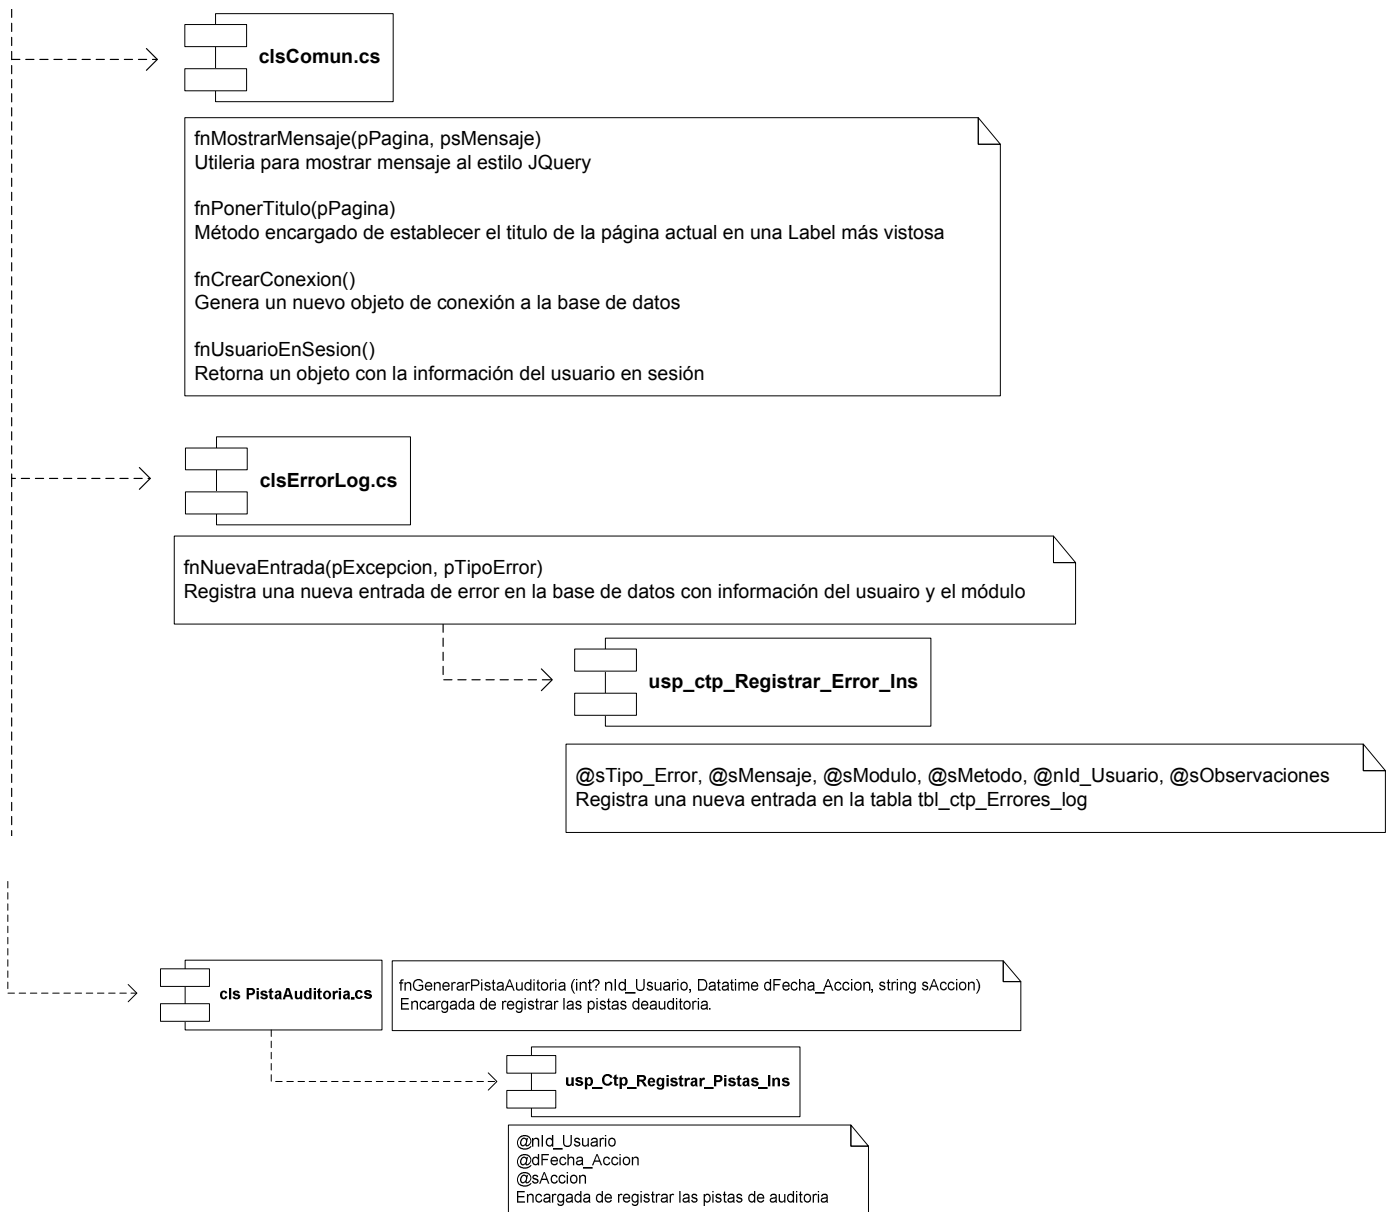 clsComun.cs
fnMostrarMensaje(pPagina, psMensaje)
Utileria para mostrar mensaje al estilo JQuery
fnPonerTitulo(pPagina)
Método encargado de establecer el titulo de la página actual en una Label más vistosa
fnCrearConexion()
Genera un nuevo objeto de conexión a la base de datos
fnUsuarioEnSesion()
Retorna un objeto con la información del usuario en sesión
clsErrorLog.cs
fnNuevaEntrada(pExcepcion, pTipoError)
Registra una nueva entrada de error en la base de datos con información del usuairo y el módulo
usp_ctp_Registrar_Error_Ins
@sTipo_Error, @sMensaje, @sModulo, @sMetodo, @nId_Usuario, @sObservaciones
Registra una nueva entrada en la tabla tbl_ctp_Errores_log
cls PistaAuditoria.cs
fnGenerarPistaAuditoria (int? nId_Usuario, Datatime dFecha_Accion, string sAccion)
Encargada de registrar las pistas deauditoria.
usp_Ctp_Registrar_Pistas_Ins
@nId_Usuario
@dFecha_Accion
@sAccion
Encargada de registrar las pistas de auditoria